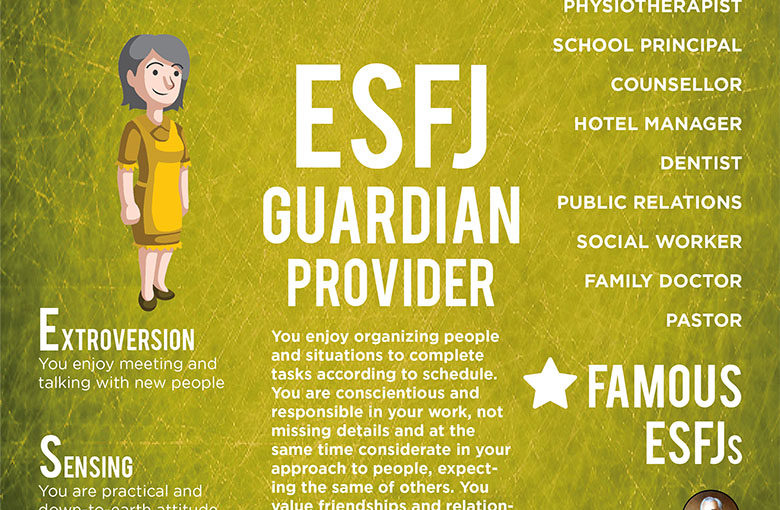 ESFJ
GUARDIAN
PROVIDER
EXTROVERSION
You enjoy meeting and
talking with new people
SENSING
You are practical and
down-to-earth attitude
You enjoy organizing people
and situations to complete
tasks according to schedule.
You are conscientious and
responsible in your work, not
missing details and at the
same time considerate in your
approach to people, expect-
ing the same of others. You
value friendships and relation-
PHYSIOTHERAPIST
SCHOOL PRINCIPAL
COUNSELLOR
HOTEL MANAGER
DENTIST
PUBLIC RELATIONS
SOCIAL WORKER
FAMILY DOCTOR
PASTOR
FAMOUS
ESFJs